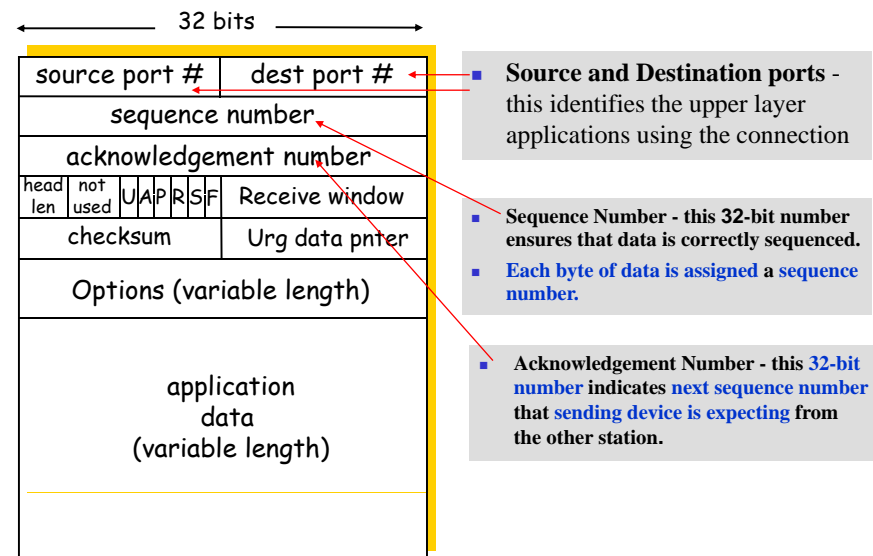 32 bits
source port # dest port #
sequence number
acknowledgement number
head len not used U A P R S F Receive window
checksum Urg data pnter
Options (variable length)
application
data
(variable length)
Source and Destination ports -
this identifies the upper layer
applications using the connection
Sequence Number - this 32-bit number
ensures that data is correctly sequenced.
Each byte of data is assigned a sequence
number.
Acknowledgement Number - this 32-bit
number indicates next sequence number
that sending device is expecting from
the other station.